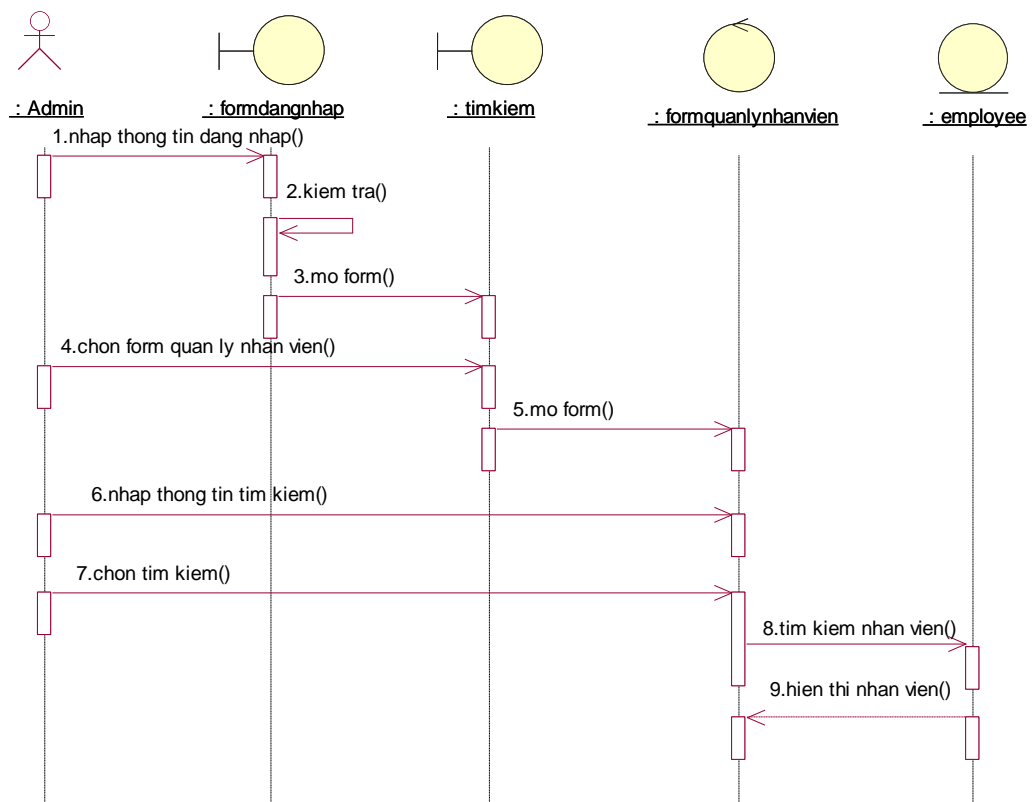 : Admin
: formdangnhap
: timkiem
: formquanlynhanvien
: employee
1.nhap thong tin dang nhap()
2.kiem tra()
3.mo form()
4.chon form quan ly nhan vien()
5.mo form()
6.nhap thong tin tim kiem()
7.chon tim kiem()
8.tim kiem nhan vien()
9.hien thi nhan vien()